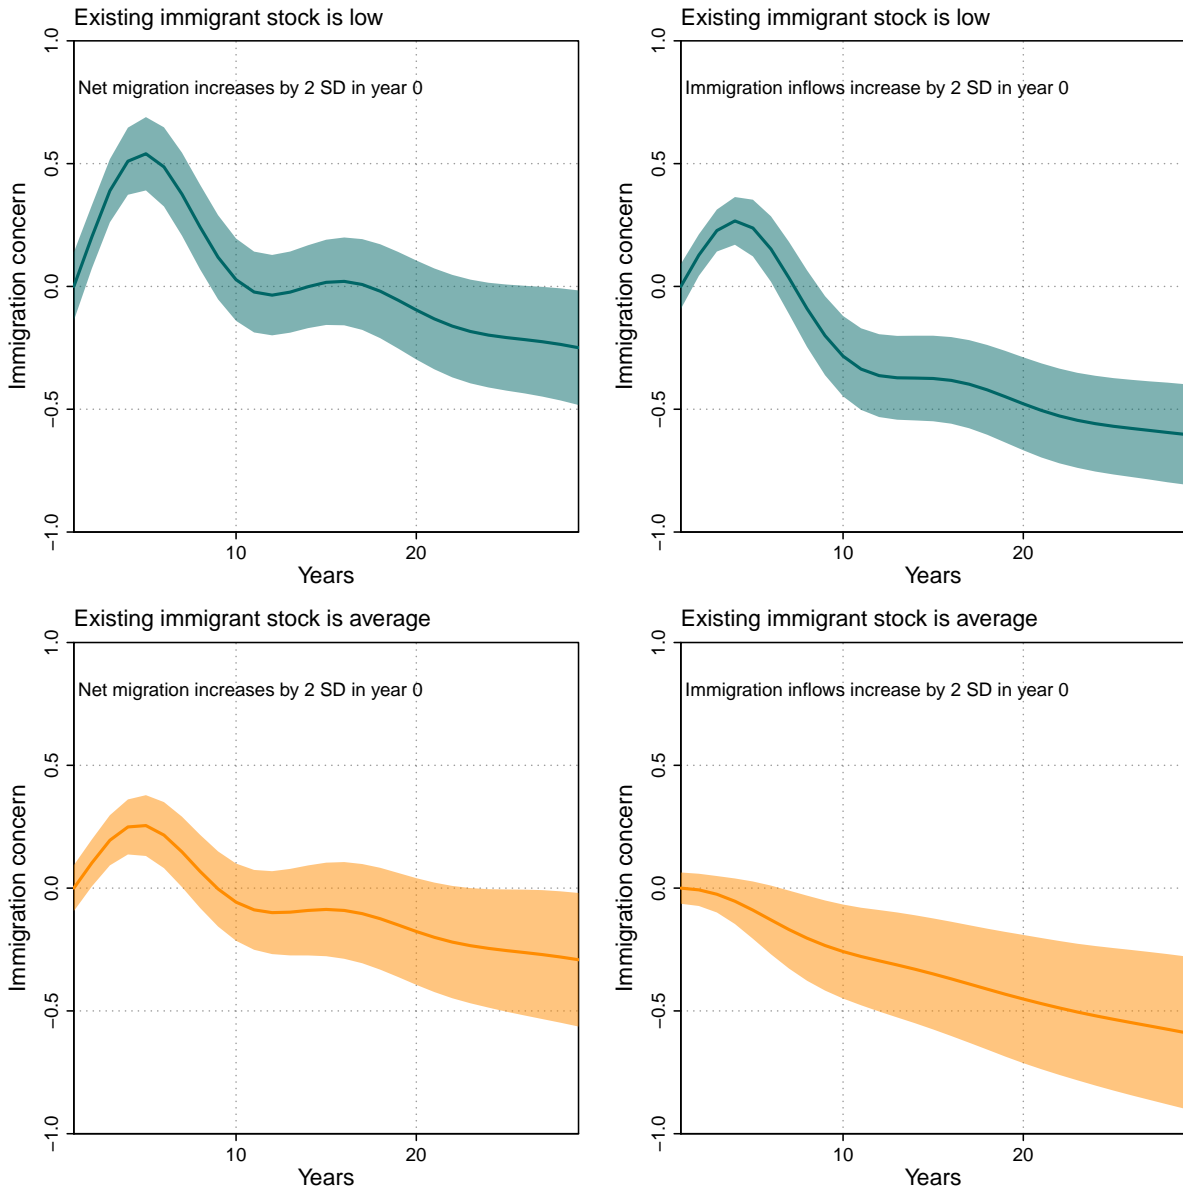 Existing immigrant stock is low
Net migration increases by 2 SD in year 0
Immigration concern
1.0
0.5
0.0
−0.5
−1.0
10
20
Years
Existing immigrant stock is low
Immigration inflows increase by 2 SD in year 0
Immigration concern
1.0
0.5
0.0
−0.5
−1.0
10
20
Years
Existing immigrant stock is average
Net migration increases by 2 SD in year 0
Immigration concern
1.0
0.5
0.0
−0.5
−1.0
10
20
Years
Existing immigrant stock is average
Immigration inflows increase by 2 SD in year 0
Immigration concern
1.0
0.5
0.0
−0.5
−1.0
10
20
Years